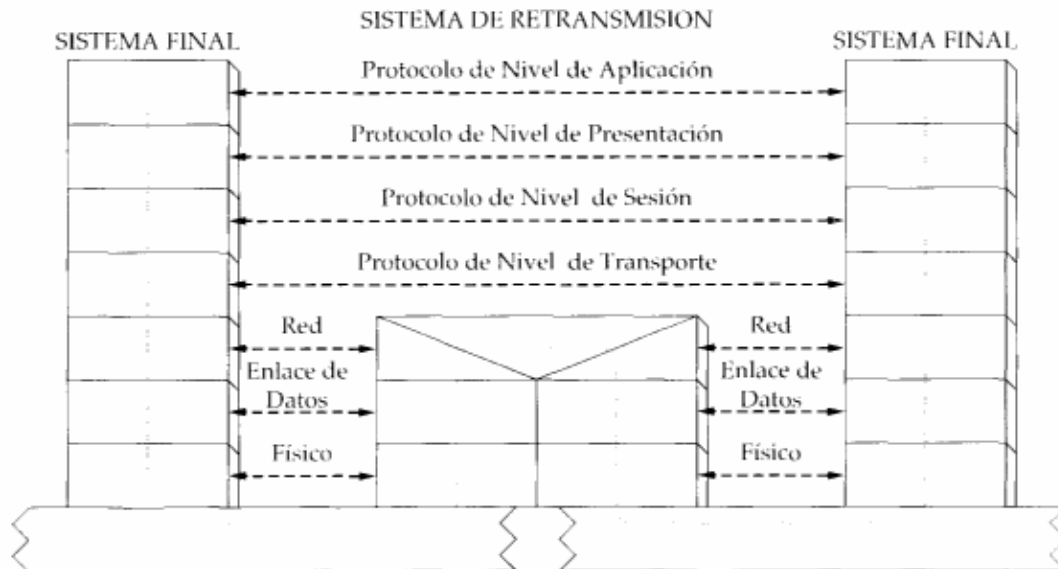 SISTEMA DE RETRANSMISION
SISTEMA FINAL
SISTEMA FINAL
Protocolo de Nivel de Aplicación
Protocolo de Nivel de Presentación
Protocolo de Nivel de Sesión
Protocolo de Nivel de Transporte
Red
Red
Enlace de
Datos
Enlace de
Datos
Físico
Físico